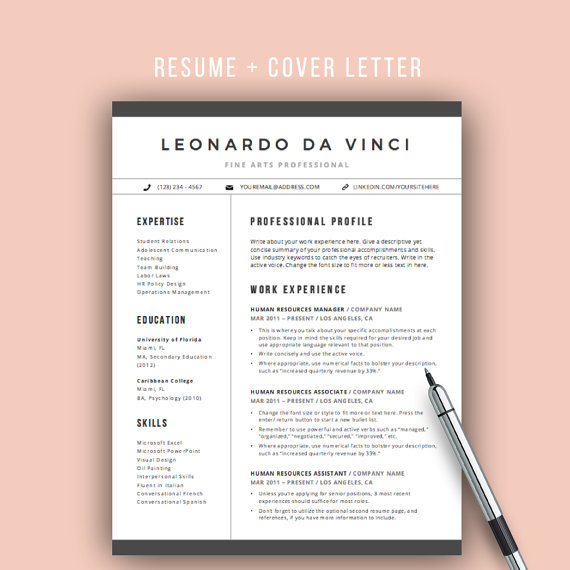 RESUME + COVER LETTER
LEONARDO DA VINCI
FINE ARTS PROFESSIONAL
(123) 234 - 4567
YOUREMAIL@ADDRESS.COM
LINKEDIN.COM/YOURSITEHERE
EXPERTISE
Student Relations
Adolescent Communication
Teaching
Team Building
Labor Laws
HR Policy Design
Operations Management
EDUCATION
University of Florida
Miami, FL
MA, Secondary Education
(2012)
Caribbean College
Miami, FL
BA, Psychology (2010)
SKILLS
Microsoft Excel
Microsoft PowerPoint
Visual Design
Oil Painting
Interpersonal Skills
Fluent in Italian
Conversational French
Conversational Spanish
PROFESSIONAL PROFILE
Write about your work experience here. Give a descriptive yet
concise summary of your professional accomplishments and skills.
Use industry keywords to catch the eyes of recruiters. Write in the
active voice. Change the font size to fit more or less text in here.
WORK EXPERIENCE
HUMAN RESOURCES MANAGER / COMPANY NAME
MAR 2011 – PRESENT / LOS ANGELES, CA
• This is where you talk about your specific accomplishments at each
position. Keep in mind the skills required for your desired job and
use appropriate language relevant to that position.
• Write concisely and use the active voice.
• Where appropriate, use numerical factors to bolster your description,
such as "increased quarterly revenue by 33%."
HUMAN RESOURCES ASSOCIATE / COMPANY NAME
MAR 2011 – PRESENT / LOS ANGELES, CA
• Change the font size or style to fit more or text here. Press the
enter/return button to start a new bullet list.
• Remember to use powerful and active verbs such as "managed,"
"organized," "negotiated," "secured," "improved," etc.
• Where appropriate, use numerical factors to bolster your description,
such as "increased quarterly revenue by 33%."
HUMAN RESOURCES ASSISTANT / COMPANY NAME
MAR 2011 – PRESENT / LOS ANGELES, CA
• Unless you're applying for senior positions, 3 most recent
experiences should suffice for most roles.
• Don't forget to utilize the optional second resume page, and
references, if you have more information to include.